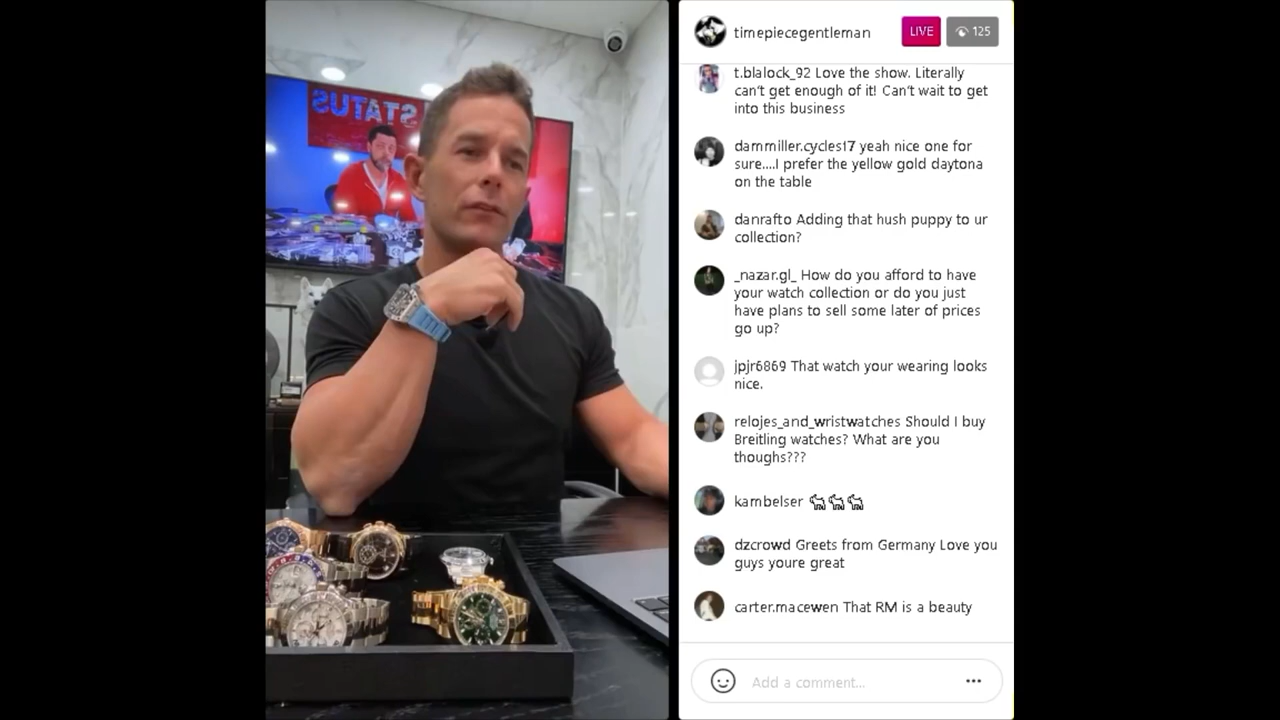 STATUS
timepiecegentleman
LIVE
125
t.blalock_92 Love the show. Literally
can't get enough of it! Can't wait to get
into this business
dammiller.cycles17 yeah nice one for
sure....I prefer the yellow gold daytona
on the table
danrafto Adding that hush puppy to ur
collection?
_nazar.gl_ How do you afford to have
your watch collection or do you just
have plans to sell some later of prices
go up?
jpjr6869 That watch your wearing looks
nice.
relojes_and_wristwatches Should I buy
Breitling watches? What are you
thoughs???
kambelser 🐐🐐🐐
dzcrowd Greets from Germany Love you
guys youre great
carter.macewen That RM is a beauty
Add a comment...